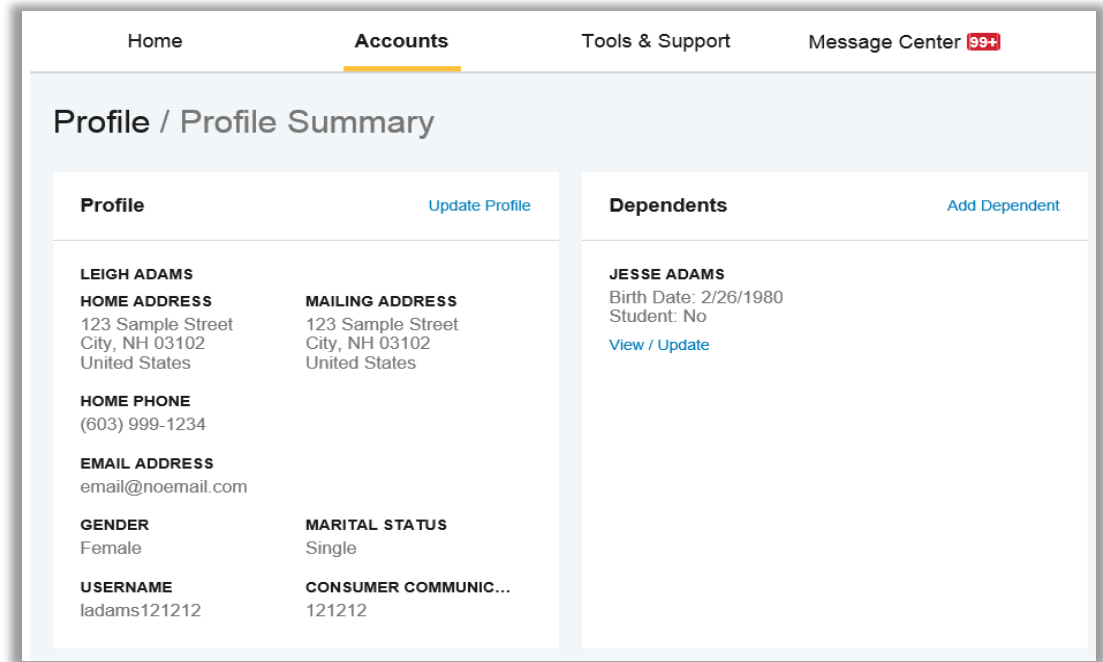 Home Accounts Tools & Support Message Center 99+
Profile / Profile Summary
Profile Update Profile
LEIGH ADAMS
HOME ADDRESS MAILING ADDRESS
123 Sample Street 123 Sample Street
City, NH 03102 City, NH 03102
United States United States
HOME PHONE
(603) 999-1234
EMAIL ADDRESS
email@noemail.com
GENDER MARITAL STATUS
Female Single
USERNAME CONSUMER COMMUNIC...
ladams121212 121212
Dependents Add Dependent
JESSE ADAMS
Birth Date: 2/26/1980
Student: No
View / Update